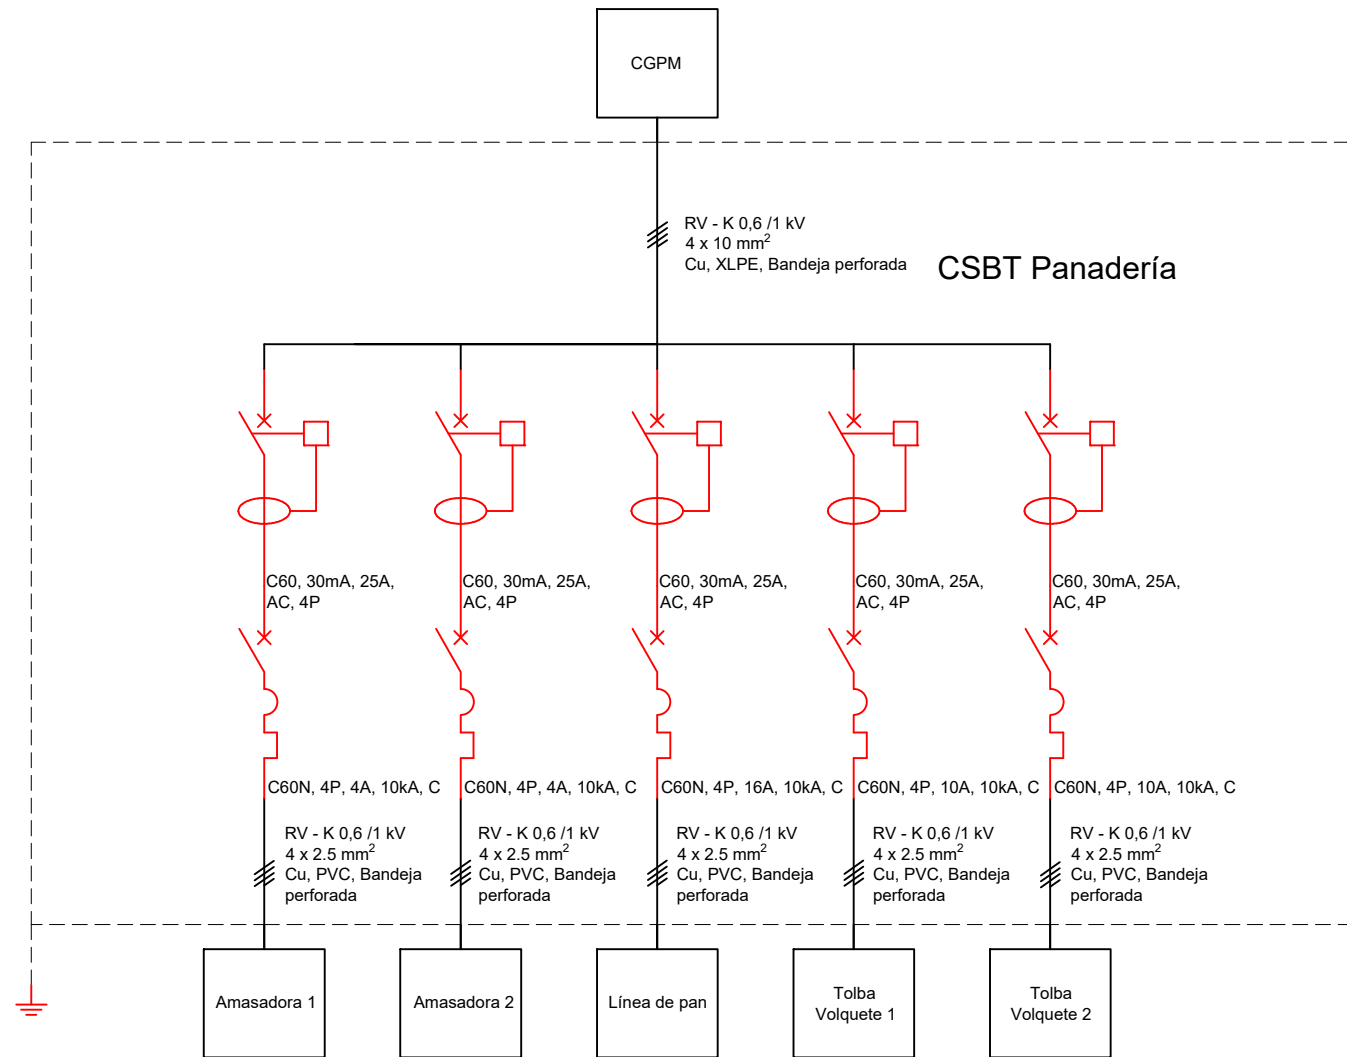 CGPM
RV - K 0,6 /1 kV
4 x 10 mm²
Cu, XLPE, Bandeja perforada
CSBT Panadería
C60, 30mA, 25A,
AC, 4P
C60, 30mA, 25A,
AC, 4P
C60, 30mA, 25A,
AC, 4P
C60, 30mA, 25A,
AC, 4P
C60, 30mA, 25A,
AC, 4P
C60N, 4P, 4A, 10kA, C
C60N, 4P, 4A, 10kA, C
C60N, 4P, 16A, 10kA, C
C60N, 4P, 10A, 10kA, C
C60N, 4P, 10A, 10kA, C
RV - K 0,6 /1 kV
4 x 2.5 mm²
Cu, PVC, Bandeja
perforada
RV - K 0,6 /1 kV
4 x 2.5 mm²
Cu, PVC, Bandeja
perforada
RV - K 0,6 /1 kV
4 x 2.5 mm²
Cu, PVC, Bandeja
perforada
RV - K 0,6 /1 kV
4 x 2.5 mm²
Cu, PVC, Bandeja
perforada
RV - K 0,6 /1 kV
4 x 2.5 mm²
Cu, PVC, Bandeja
perforada
Amasadora 1
Amasadora 2
Línea de pan
Tolba
Volquete 1
Tolba
Volquete 2